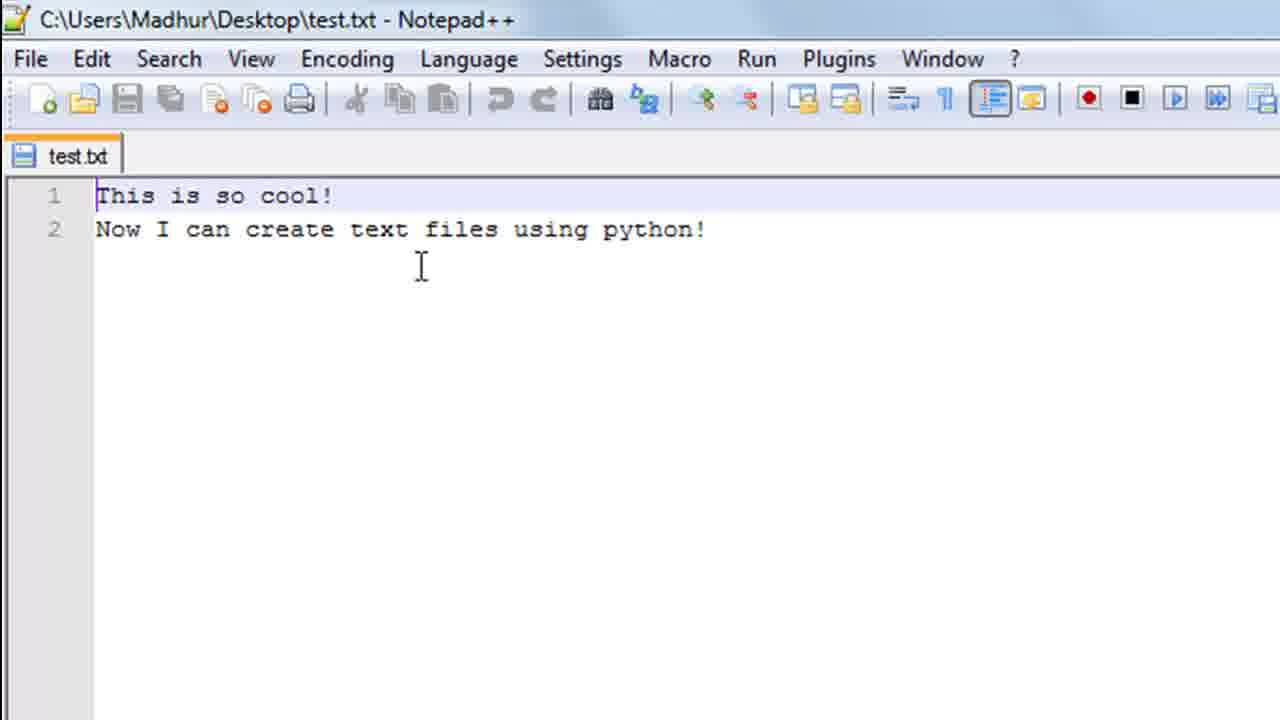 C:\Users\Madhur\Desktop\test.txt - Notepad++
File Edit Search View Encoding Language Settings Macro Run Plugins Window ?
test.txt
1 This is so cool!
2 Now I can create text files using python!